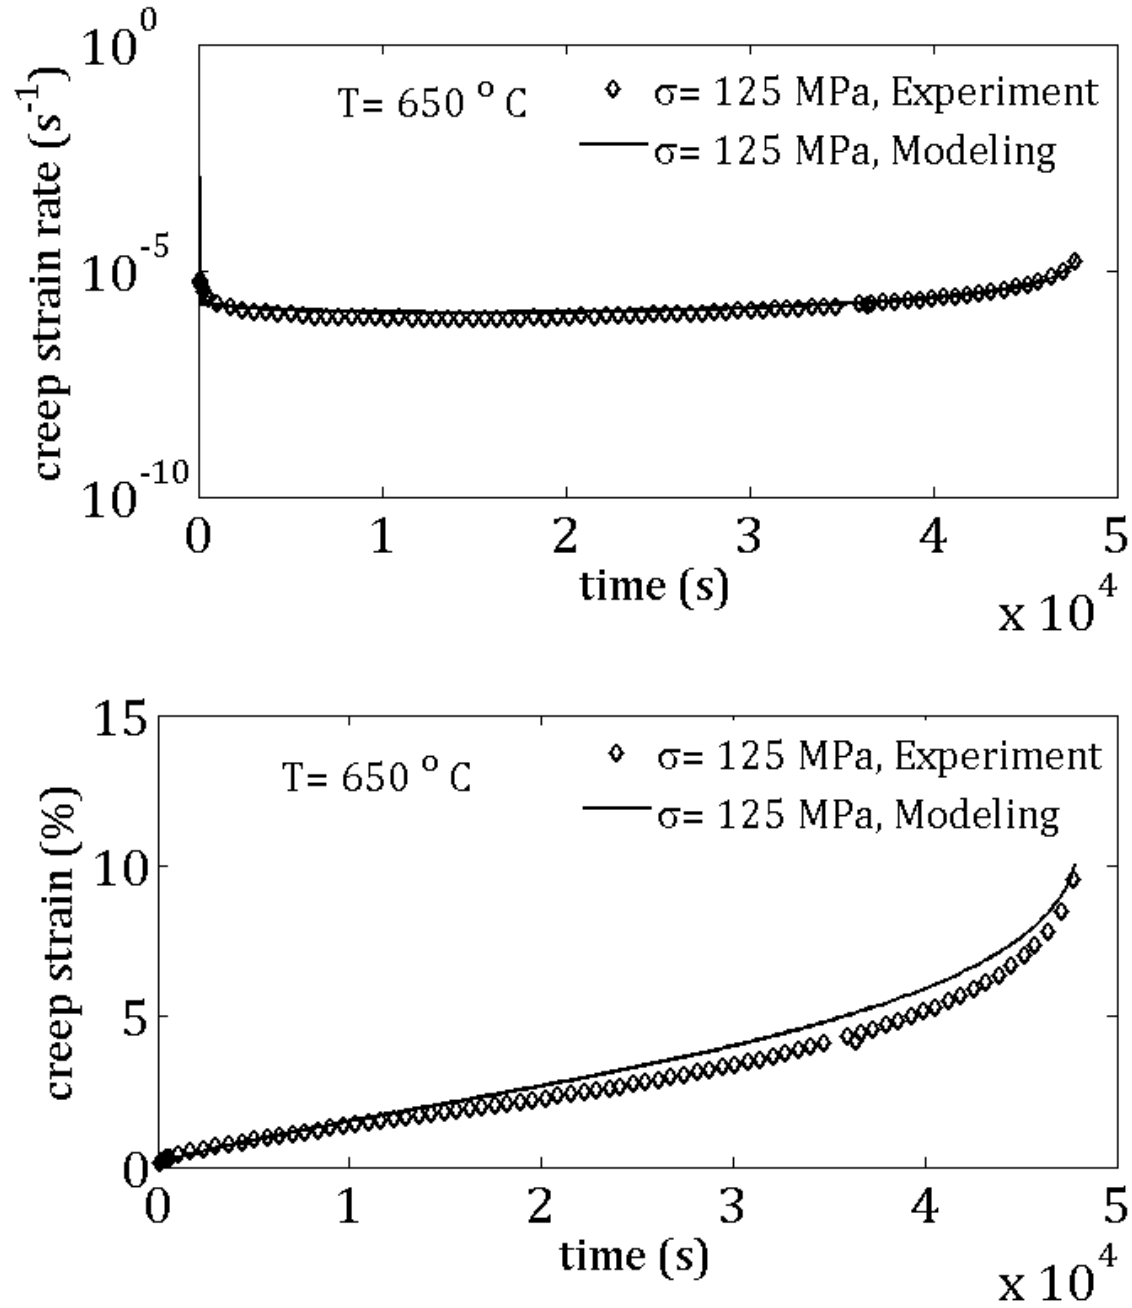 10^0
T= 650 °C
σ= 125 MPa, Experiment
σ= 125 MPa, Modeling
creep strain rate (s^-1)
10^-5
10^-10
0 1 2 3 4 5
time (s)
x 10^4
15
T= 650 °C
σ= 125 MPa, Experiment
σ= 125 MPa, Modeling
creep strain (%)
10
5
0
0 1 2 3 4 5
time (s)
x 10^4